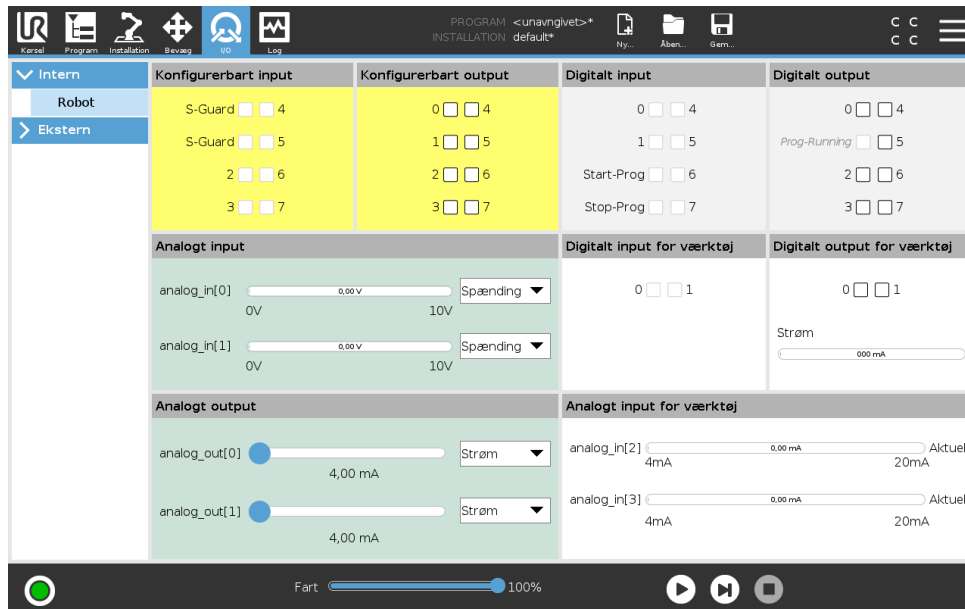 PROGRAM <unavngivet>*
INSTALLATION default*
Kørsel
Program
Installation
Bevæg
I/O
Log
Ny...
Åben...
Gem...
C C
C C
Intern
Robot
Ekstern
Konfigurerbart input
S-Guard 4
S-Guard 5
2 6
3 7
Konfigurerbart output
0 4
1 5
2 6
3 7
Digitalt input
0 4
1 5
Start-Prog 6
Stop-Prog 7
Digitalt output
0 4
Prog-Running 5
2 6
3 7
Analogt input
analog_in[0] 0,00 V Spænding
0V 10V
analog_in[1] 0,00 V Spænding
0V 10V
Digitalt input for værktøj
0 1
Digitalt output for værktøj
0 1
Strøm
000 mA
Analogt output
analog_out[0] Strøm
4,00 mA
analog_out[1] Strøm
4,00 mA
Analogt input for værktøj
analog_in[2] 0,00 mA Aktuel
4mA 20mA
analog_in[3] 0,00 mA Aktuel
4mA 20mA
Fart 100%